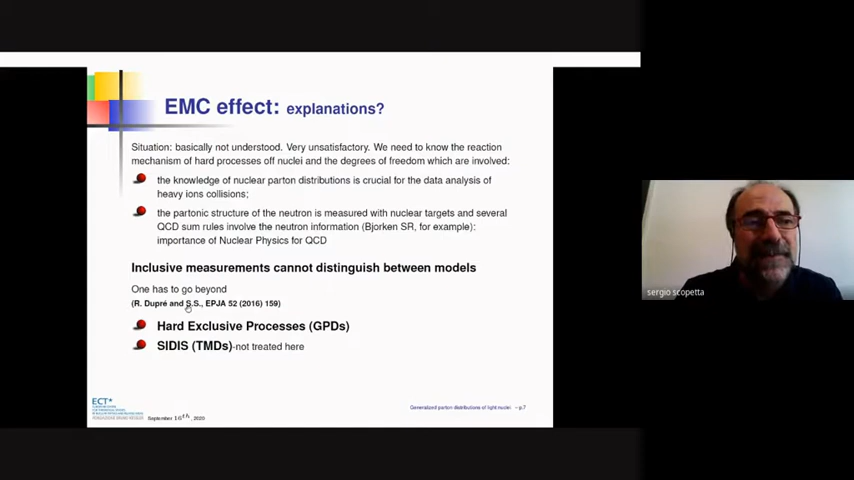 EMC effect: explanations?
Situation: basically not understood. Very unsatisfactory. We need to know the reaction
mechanism of hard processes off nuclei and the degrees of freedom which are involved:
the knowledge of nuclear parton distributions is crucial for the data analysis of
heavy ions collisions;
the partonic structure of the neutron is measured with nuclear targets and several
QCD sum rules involve the neutron information (Bjorken SR, for example):
importance of Nuclear Physics for QCD
Inclusive measurements cannot distinguish between models
One has to go beyond
(R. Dupré and S.S., EPJA 52 (2016) 159)
Hard Exclusive Processes (GPDs)
SIDIS (TMDs)-not treated here
ECT*
September 16th, 2020
Generalized parton distributions of light nuclei – p.7
sergio scopetta